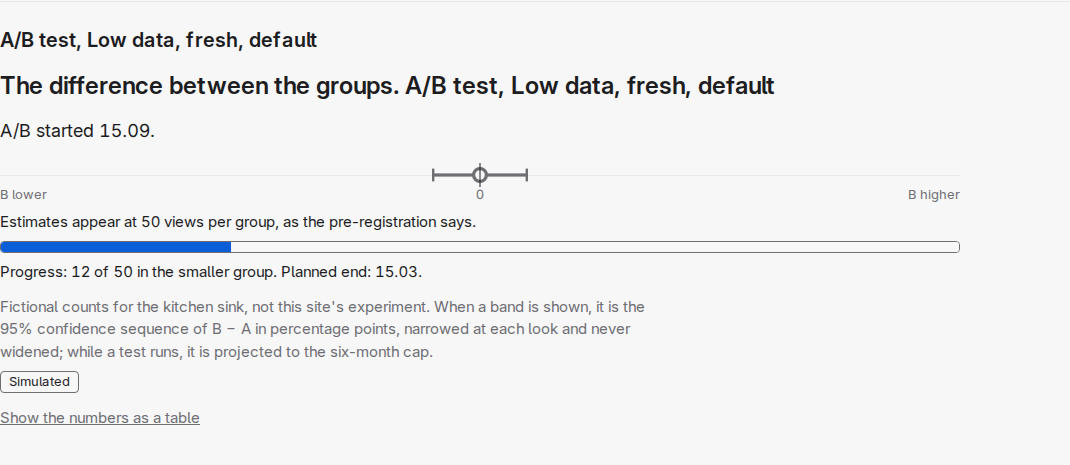 A/B test, Low data, fresh, default
The difference between the groups. A/B test, Low data, fresh, default
A/B started 15.09.
B lower
0
B higher
Estimates appear at 50 views per group, as the pre-registration says.
Progress: 12 of 50 in the smaller group. Planned end: 15.03.
Fictional counts for the kitchen sink, not this site's experiment. When a band is shown, it is the
95% confidence sequence of B − A in percentage points, narrowed at each look and never
widened; while a test runs, it is projected to the six-month cap.
Simulated
Show the numbers as a table